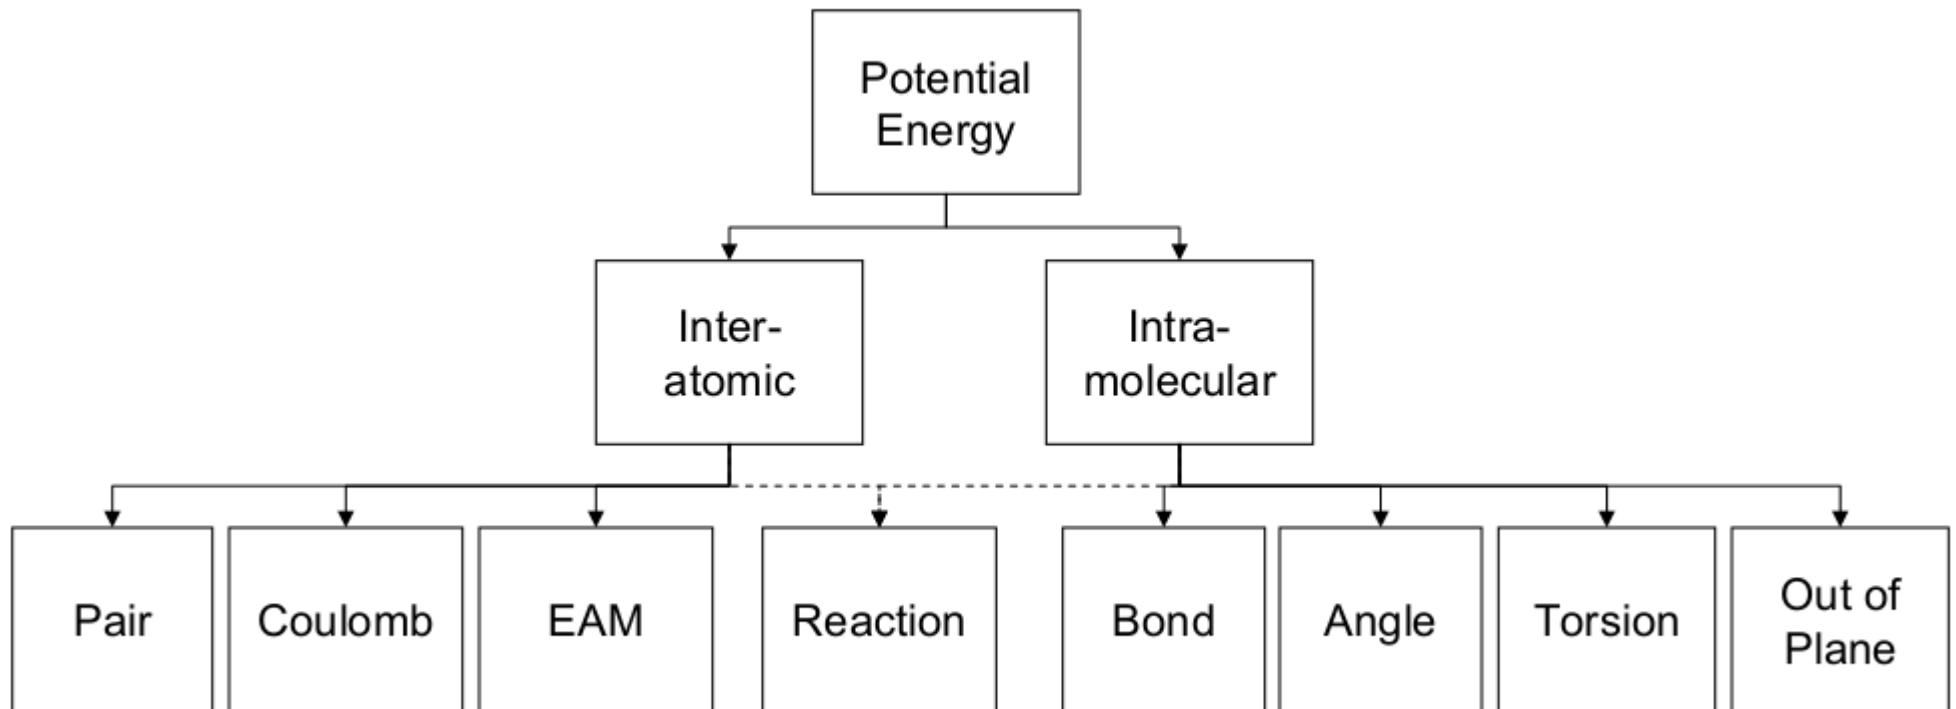 Potential
Energy
Inter-
atomic
Intra-
molecular
Pair
Coulomb
EAM
Reaction
Bond
Angle
Torsion
Out of
Plane